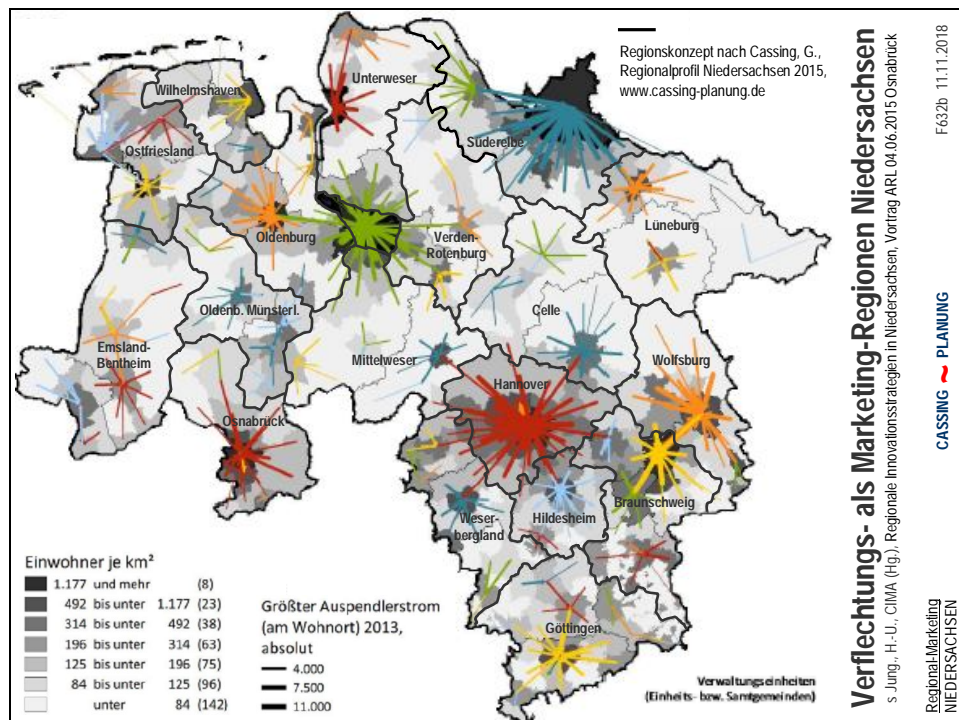 Regionskonzept nach Cassing, G.,
Regionalprofil Niedersachsen 2015,
www.cassing-planung.de
Unterweser
Wilhelmshaven
Ostfriesland
Süderelbe
Lüneburg
Oldenburg
Verden-
Rotenburg
Oldenb. Münsterl.
Celle
Emsland-
Bentheim
Mittelweser
Wolfsburg
Hannover
Osnabrück
Braunschweig
Weser-
bergland
Hildesheim
Göttingen
Einwohner je km²
1.177 und mehr (8)
492 bis unter 1.177 (23)
314 bis unter 492 (38)
196 bis unter 314 (63)
125 bis unter 196 (75)
84 bis unter 125 (96)
unter 84 (142)
Größter Auspendlerstrom
(am Wohnort) 2013,
absolut
4.000
7.500
11.000
Verwaltungseinheiten
(Einheits- bzw. Samtgemeinden)
Verflechtungs- als Marketing-Regionen Niedersachsen
s Jung., H.-U., CIMA (Hg.), Regionale Innovationsstrategien in Niedersachsen, Vortrag ARL 04.06.2015 Osnabrück
F632b 11.11.2018
CASSING ~ PLANUNG
Regional-Marketing
NIEDERSACHSEN